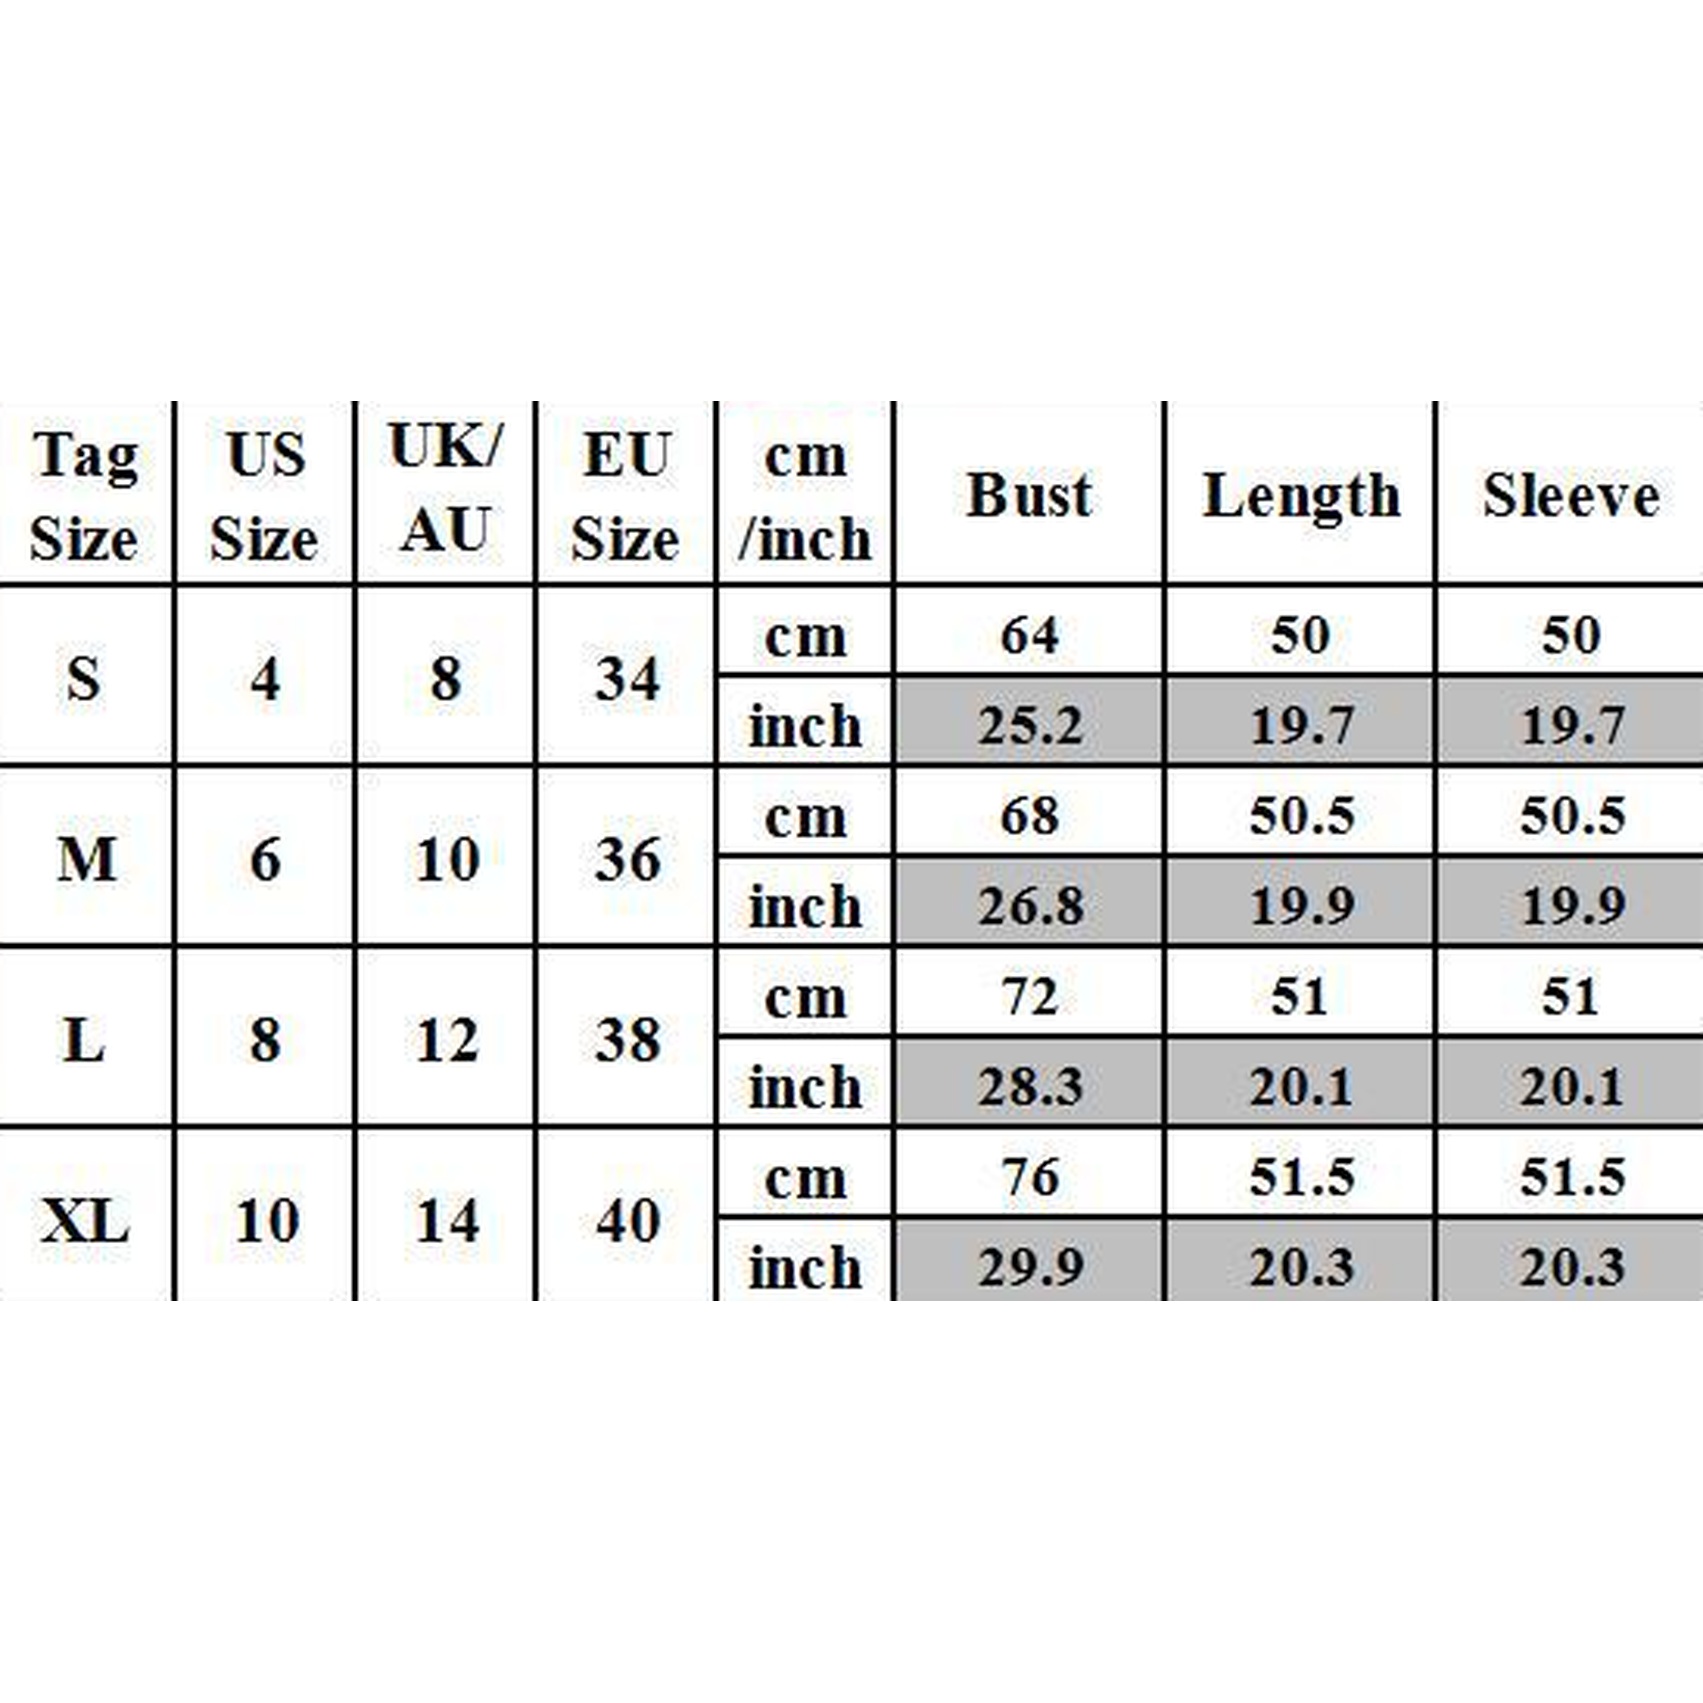 Tag Size US Size UK/ AU EU Size cm /inch Bust Length Sleeve
S 4 8 34 cm 64 50 50
inch 25.2 19.7 19.7
M 6 10 36 cm 68 50.5 50.5
inch 26.8 19.9 19.9
L 8 12 38 cm 72 51 51
inch 28.3 20.1 20.1
XL 10 14 40 cm 76 51.5 51.5
inch 29.9 20.3 20.3